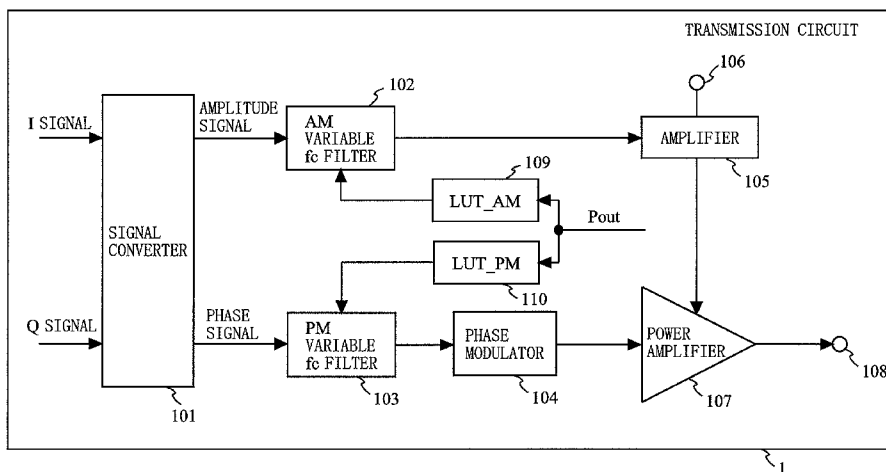 TRANSMISSION CIRCUIT
106
102
I SIGNAL
AMPLITUDE
SIGNAL
AM
VARIABLE
fc FILTER
AMPLIFIER
105
109
LUT_AM
Pout
SIGNAL
CONVERTER
LUT_PM
110
Q SIGNAL
PHASE
SIGNAL
PM
VARIABLE
fc FILTER
PHASE
MODULATOR
POWER
AMPLIFIER
108
101
103
104
107
1